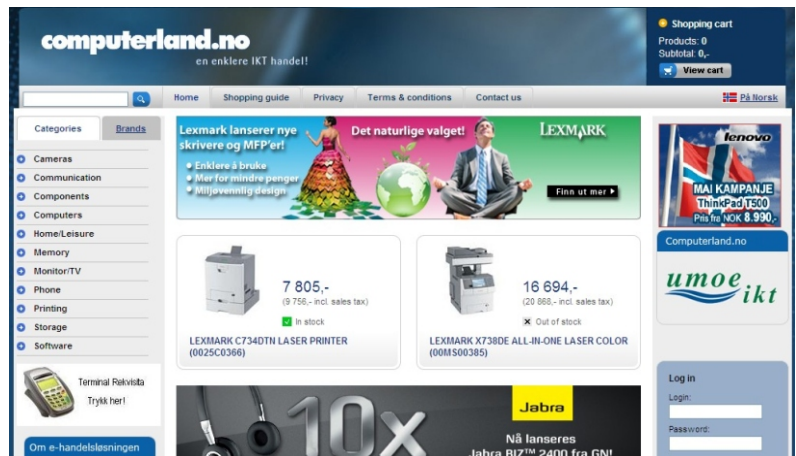 computerland.no
en enklere IKT handel!
Shopping cart
Products: 0
Subtotal: 0,-
View cart
Home
Shopping guide
Privacy
Terms & conditions
Contact us
På Norsk
Categories
Brands
Cameras
Communication
Components
Computers
Home/Leisure
Memory
Monitor/TV
Phone
Printing
Storage
Software
Terminal Rekvisita
Trykk her!
Om e-handelsløsningen
Lexmark lanserer nye
skrivere og MFP'er!
Enklere å bruke
Mer for mindre penger
Miljøvennlig design
Det naturlige valget!
LEXMARK
Finn ut mer
7 805,-
(9 756,- incl. sales tax)
In stock
LEXMARK C734DTN LASER PRINTER
(0025C0366)
16 694,-
(20 868,- incl. sales tax)
Out of stock
LEXMARK X738DE ALL-IN-ONE LASER COLOR
(00MS00385)
10x
Jabra
Nå lanseres
Jabra BIZ™ 2400 fra GN!
lenovo
MAI KAMPANJE
ThinkPad T500
Pris fra NOK 8.990,-
Computerland.no
umoe
ikt
Log in
Login:
Password: